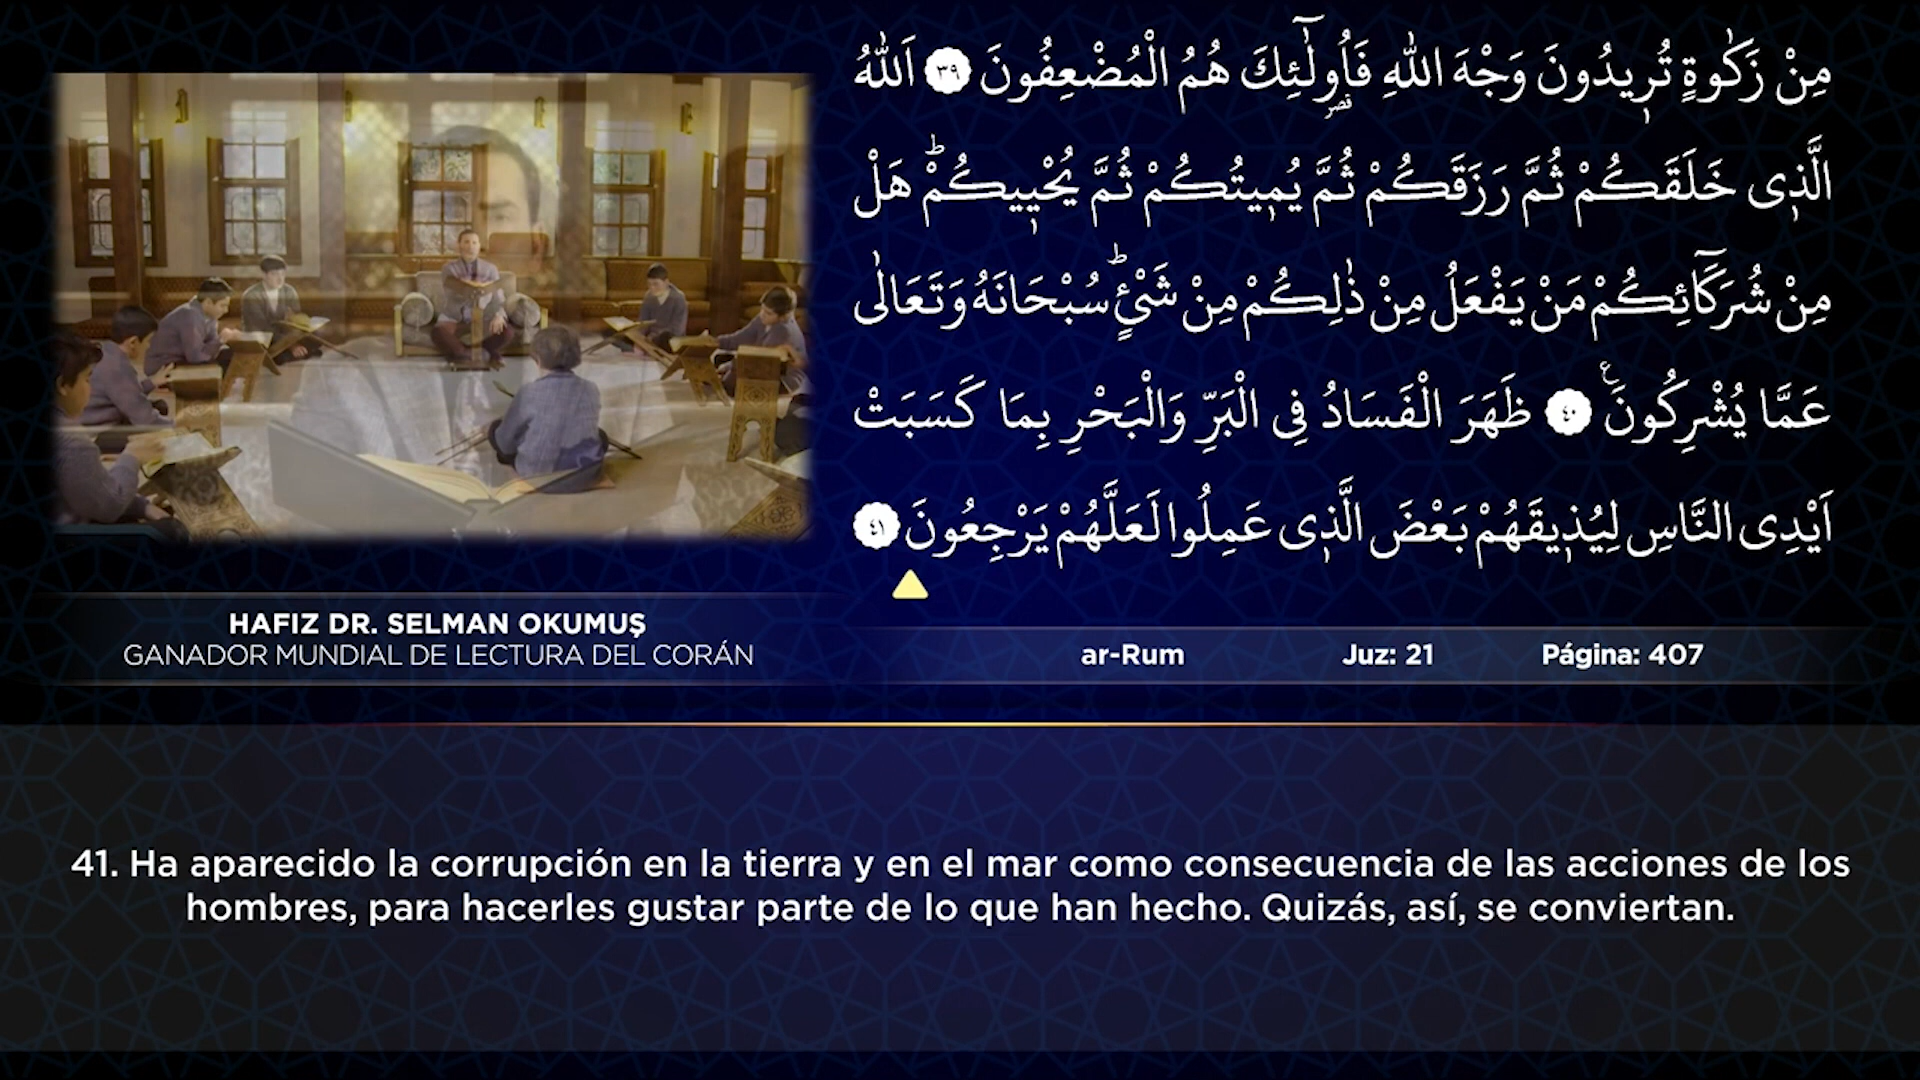 مِنْ زَكٰوةٍ تُر۪يدُونَ وَجْهَ اللّٰهِ فَاُو۬لٰٓئِكَ هُمُ الْمُضْعِفُونَ ﴿٣٩﴾ اَللّٰهُ
الَّذ۪ي خَلَقَكُمْ ثُمَّ رَزَقَكُمْ ثُمَّ يُم۪يتُكُمْ ثُمَّ يُحْي۪يكُمْۜ هَلْ
مِنْ شُرَكَٓائِكُمْ مَنْ يَفْعَلُ مِنْ ذٰلِكُمْ مِنْ شَيْءٍۜ سُبْحَانَهُ وَتَعَالٰى
عَمَّا يُشْرِكُونَ۟ ﴿٤٠﴾ ظَهَرَ الْفَسَادُ فِي الْبَرِّ وَالْبَحْرِ بِمَا كَسَبَتْ
اَيْدِي النَّاسِ لِيُذ۪يقَهُمْ بَعْضَ الَّذ۪ي عَمِلُوا لَعَلَّهُمْ يَرْجِعُونَ ﴿٤١﴾
HAFIZ DR. SELMAN OKUMUŞ
GANADOR MUNDIAL DE LECTURA DEL CORÁN
ar-Rum Juz: 21 Página: 407
41. Ha aparecido la corrupción en la tierra y en el mar como consecuencia de las acciones de los
hombres, para hacerles gustar parte de lo que han hecho. Quizás, así, se conviertan.